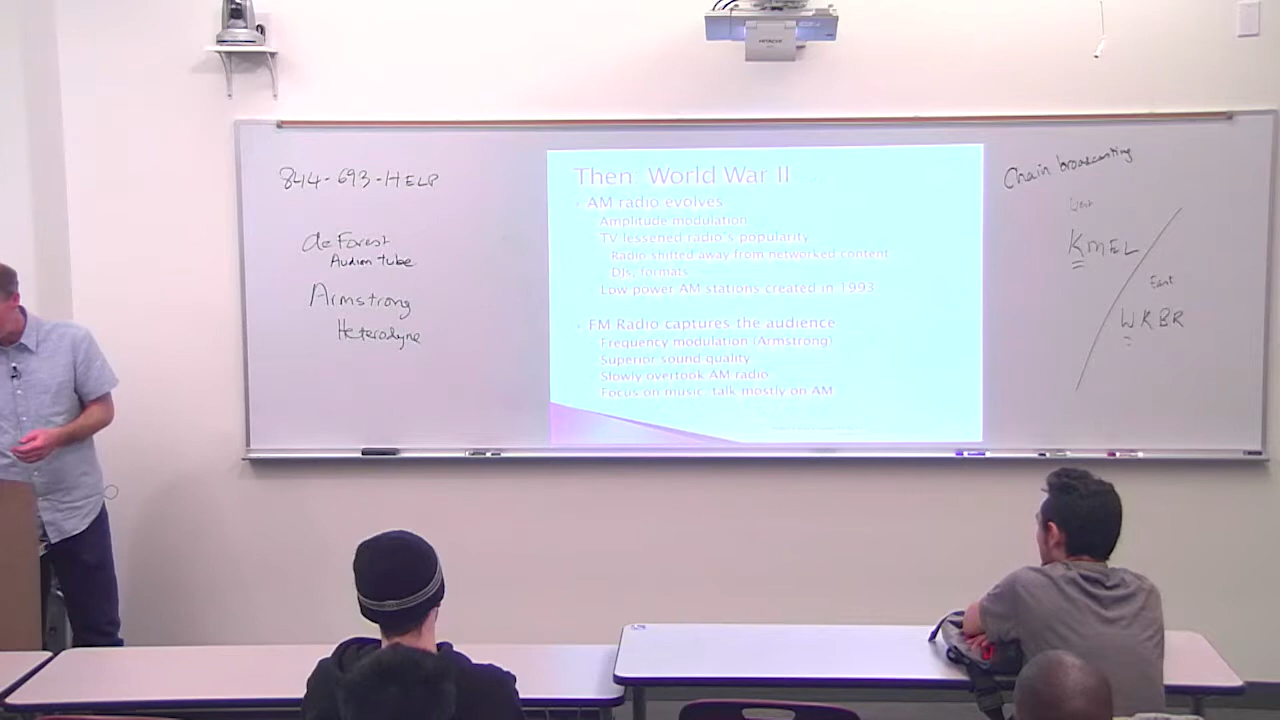 HITACHI
844-693-HELP
deForest
Audion tube
Armstrong
Heterodyne
Then: World War II
AM radio evolves
Amplitude modulation
TV lessened radio's popularity
Radio shifted away from networked content
DJs, formats
Low power AM stations created in 1993
FM Radio captures the audience
Frequency modulation (Armstrong)
Superior sound quality
Slowly overtook AM radio
Focus on music, talk mostly on AM
Chain broadcasting
West
KMEL
East
WKBR